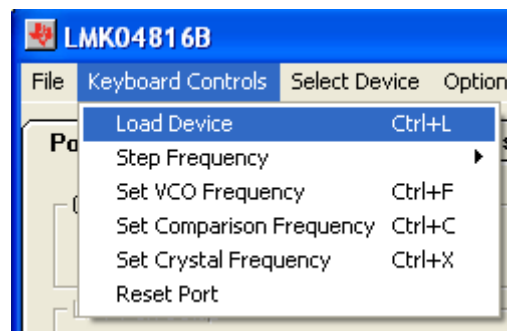 LMK04816B
File Keyboard Controls Select Device Option
Load Device Ctrl+L
Step Frequency
Set VCO Frequency Ctrl+F
Set Comparison Frequency Ctrl+C
Set Crystal Frequency Ctrl+X
Reset Port